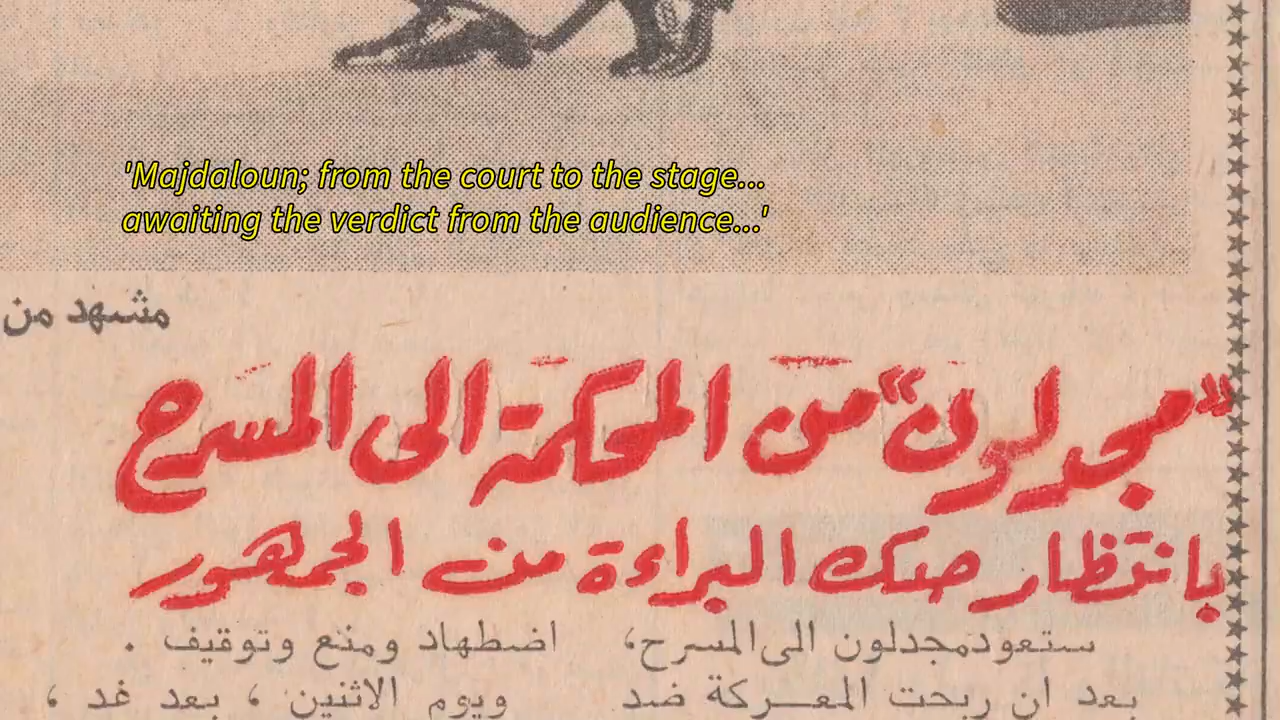 'Majdaloun; from the court to the stage...
awaiting the verdict from the audience...'
مشهد من
"مجدلون" من المحكمة الى المسرح
بانتظار صك البراءة من الجمهور
ستعود مجدلون الى المسرح،
بعد ان ربحت المعركة ضد
اضطهاد ومنع وتوقيف .
ويوم الاثنين ، بعد غد ،